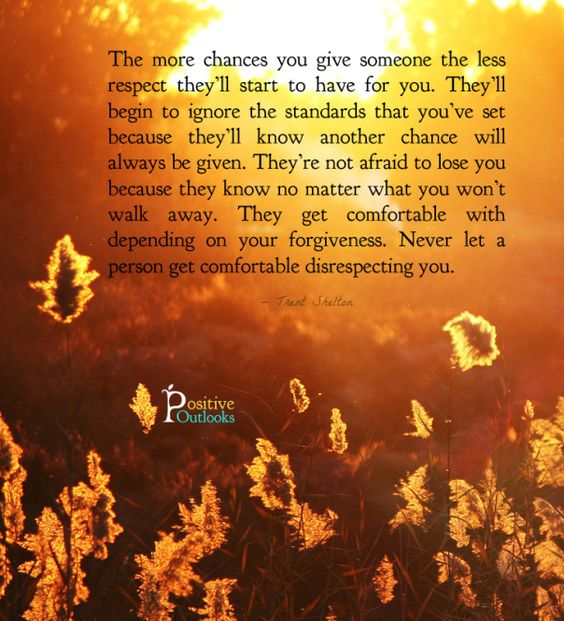 The more chances you give someone the less
respect they'll start to have for you. They'll
begin to ignore the standards that you've set
because they'll know another chance will
always be given. They're not afraid to lose you
because they know no matter what you won't
walk away. They get comfortable with
depending on your forgiveness. Never let a
person get comfortable disrespecting you.
– Trent Shelton
Positive
Outlooks